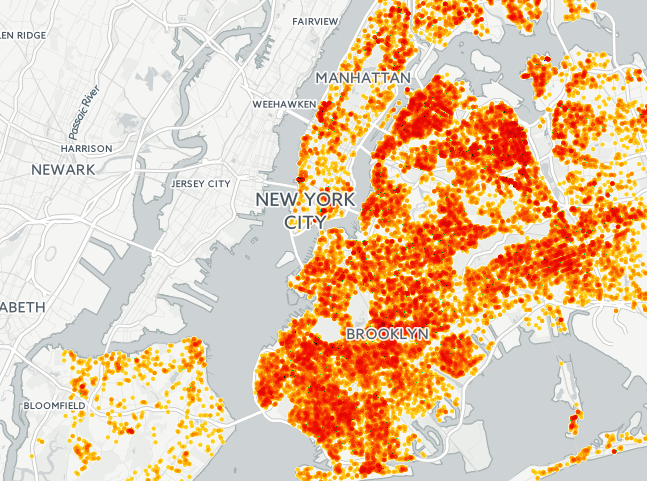 FAIRVIEW
LEN RIDGE
MANHATTAN
Passaic River
WEEHAWKEN
HARRISON
NEWARK
JERSEY CITY
NEW YORK
CITY
ABETH
BROOKLYN
BLOOMFIELD